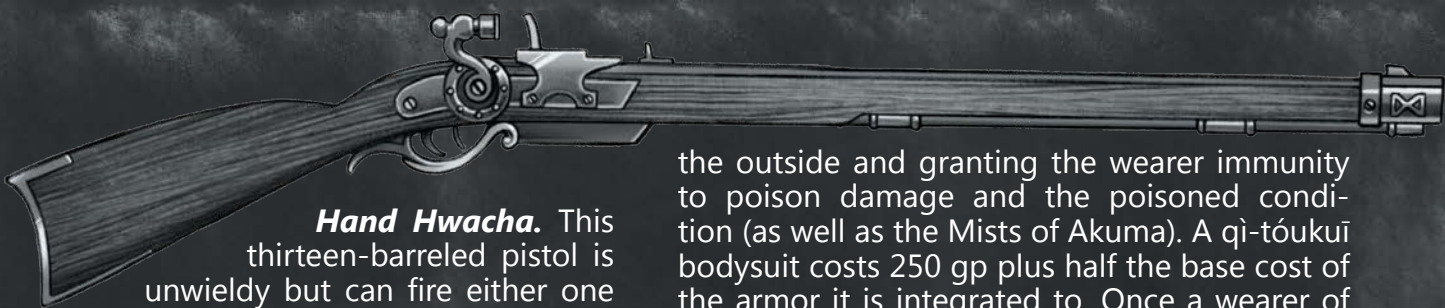 Hand Hwacha. This
thirteen-barreled pistol is
unwieldy but can fire either one
the outside and granting the wearer immunity
to poison damage and the poisoned condi-
tion (as well as the Mists of Akuma). A qì-tóukuī
bodysuit costs 250 gp plus half the base cost of
the armor it is integrated to. Once a wearer of